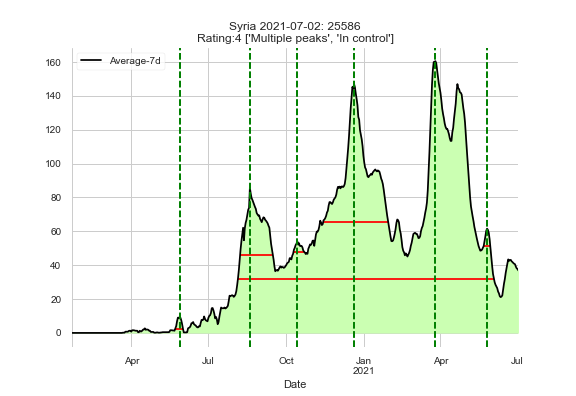 Syria 2021-07-02: 25586
Rating:4 ['Multiple peaks', 'In control']
Average-7d
160
140
120
100
80
60
40
20
0
Apr Jul Oct Jan Apr Jul
2021
Date